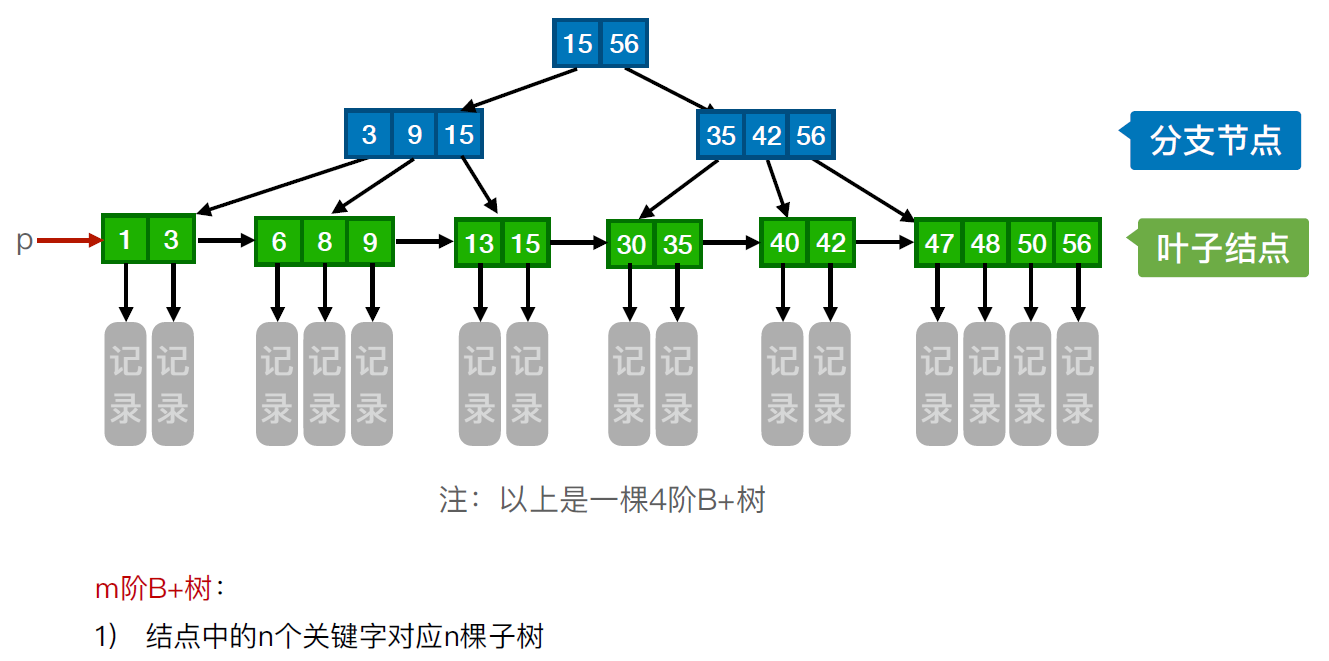 15 56
3 9 15 35 42 56 分支节点
p 1 3 6 8 9 13 15 30 35 40 42 47 48 50 56 叶子结点
记录 记录 记录 记录 记录 记录 记录 记录 记录 记录 记录 记录 记录 记录 记录
注：以上是一棵4阶B+树
m阶B+树：
1) 结点中的n个关键字对应n棵子树